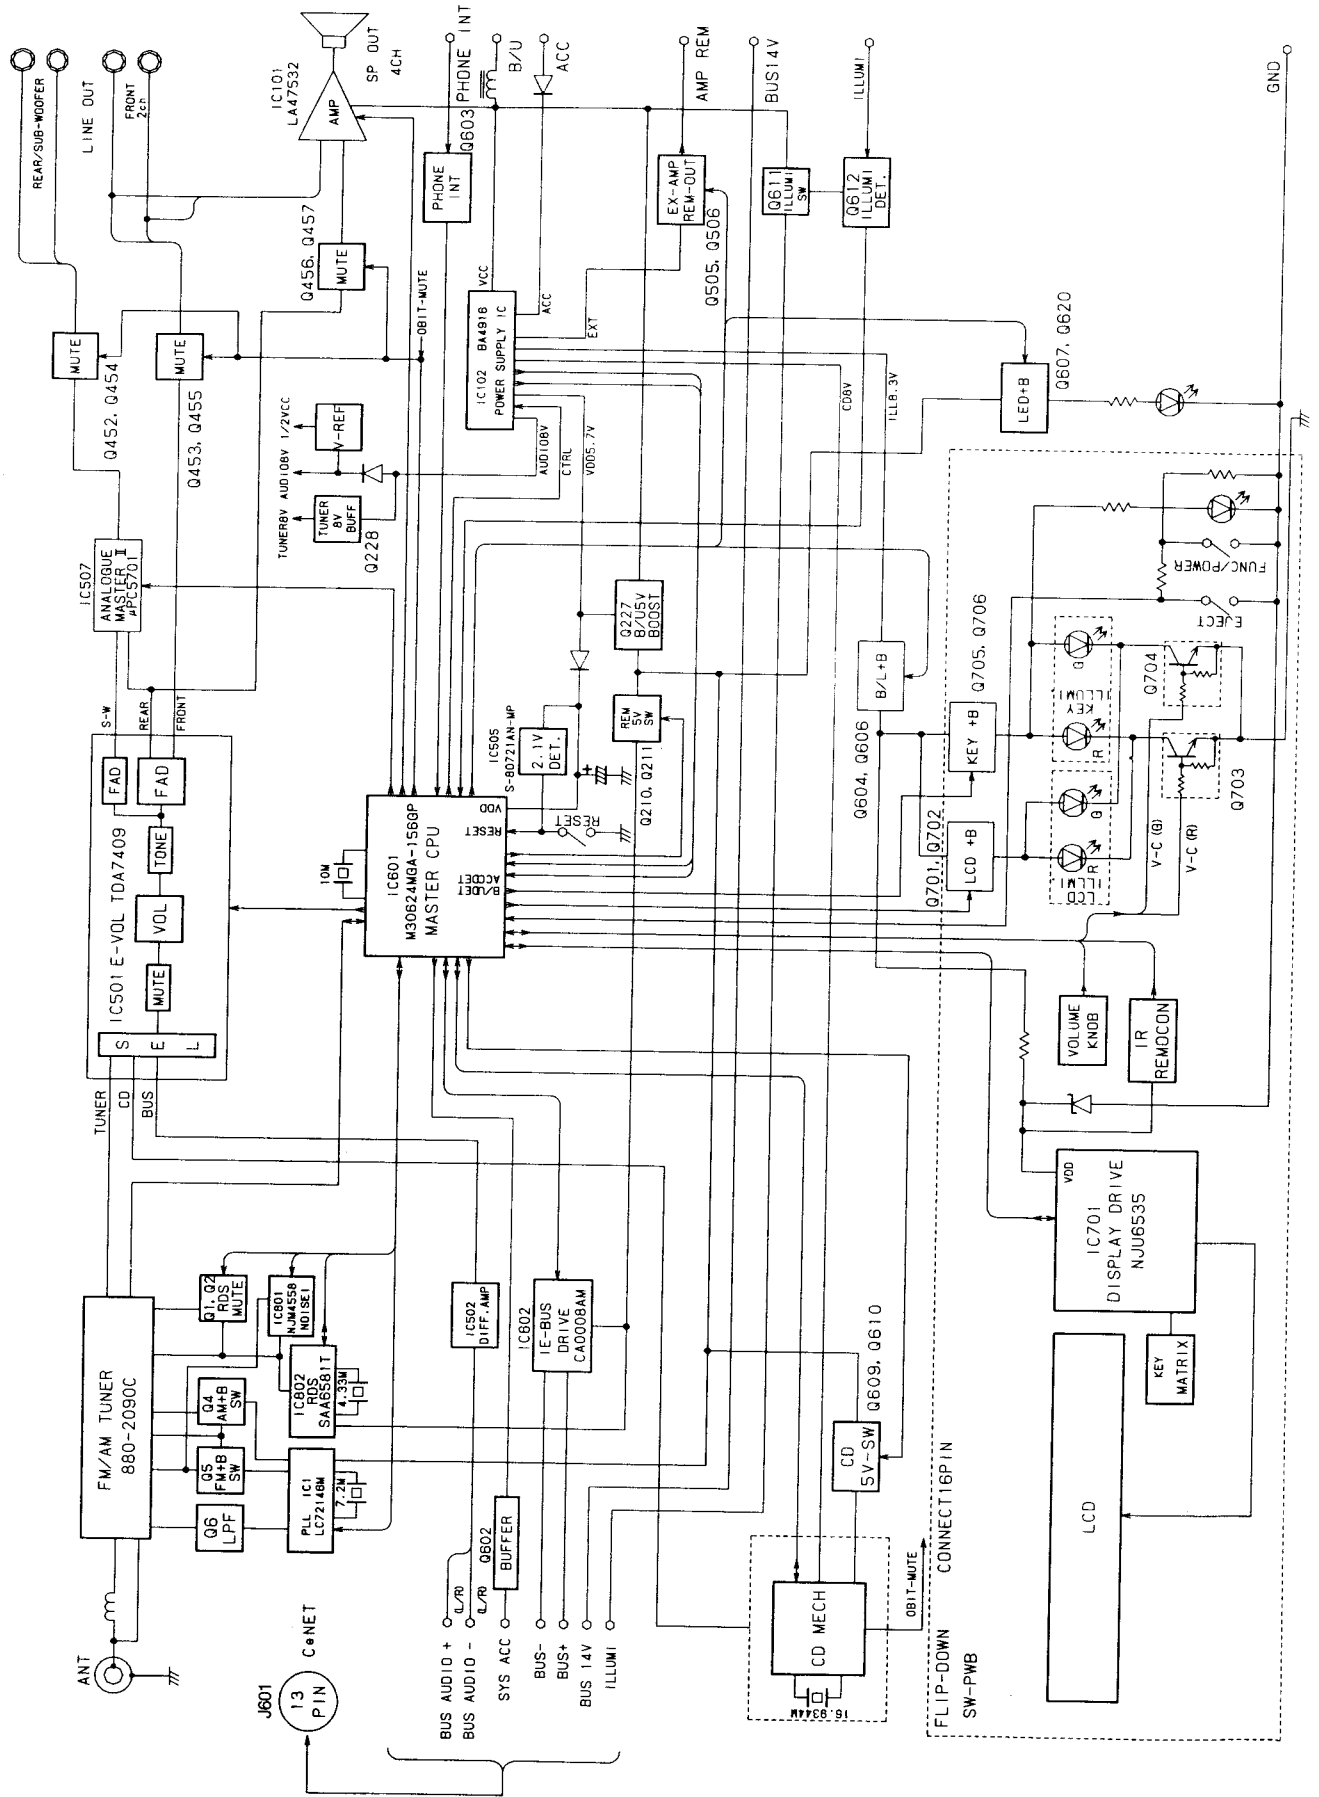 ANT
FM/AM TUNER
880-2090C
J601
13
PIN
CeNET
Q6
LPF
Q5
FM+B
SW
Q4
AM+B
SW
Q1, Q2
RDS
MUTE
PLL IC1
LC72146M
7.2M
IC802
RDS
SAA6581T
4.33M
IC801
NJM4558
TUNER
CD
BUS
IC501 E-VOL TDA7409
S
E
L
MUTE
VOL
TONE
FAD
FAD
S-W
REAR
FRONT
IC507
ANALOGUE
MASTER II
μPC5701
MUTE
Q452, Q454
MUTE
Q453, Q455
REAR/SUB-WOOFER
LINE OUT
FRONT
2ch
IC101
LA47532
AMP
SP OUT
4CH
MUTE
Q456, Q457
TUNER8V
AUDIO8V
1/2VCC
TUNER
8V
BUFF
Q228
V-REF
OBIT-MUTE
PHONE
INT
Q603
PHONE INT
B/U
ACC
IC102 BA4918
POWER SUPPLY IC
VCC
ACC
EXT
AUDIO8V
CTRL
VDD5.7V
CD8V
ILL8.3V
EX-AMP
REM-OUT
Q505, Q506
AMP REM
BUS14V
Q611
ILLUMI
SW
Q612
ILLUMI
DET.
ILLUMI
GND
LED+B
Q607, Q620
10M
IC601
M30624MGA-156GP
MASTER CPU
VDD
RESET
ACCDET
B/UDET
RESET
IC505
S-80721AN-MP
2.1V
DET.
REM
5V
SW
Q210, Q211
Q227
B/U5V
BOOST
B/L+B
Q604, Q606
KEY +B
Q705, Q706
LCD +B
Q701, Q702
G
R
KEY
ILLUMI.
G
R
LCD
ILLUMI.
Q704
Q703
V-C(G)
V-C(R)
EJECT
FUNC/POWER
VOLUME
KNOB
IR
REMOCON
IC502
DIFF.AMP
IC602
IE-BUS
DRIVE
CA0008AM
Q602
BUFFER
BUS AUDIO +
(L/R)
BUS AUDIO -
(L/R)
SYS ACC
BUS-
BUS+
BUS 14V
ILLUMI
CD
5V-SW
Q609, Q610
CD MECH
16.9344M
OBIT-MUTE
FLIP-DOWN
SW-PWB
CONNECT16PIN
VDD
IC701
DISPLAY DRIVE
NJU6535
KEY
MATRIX
LCD